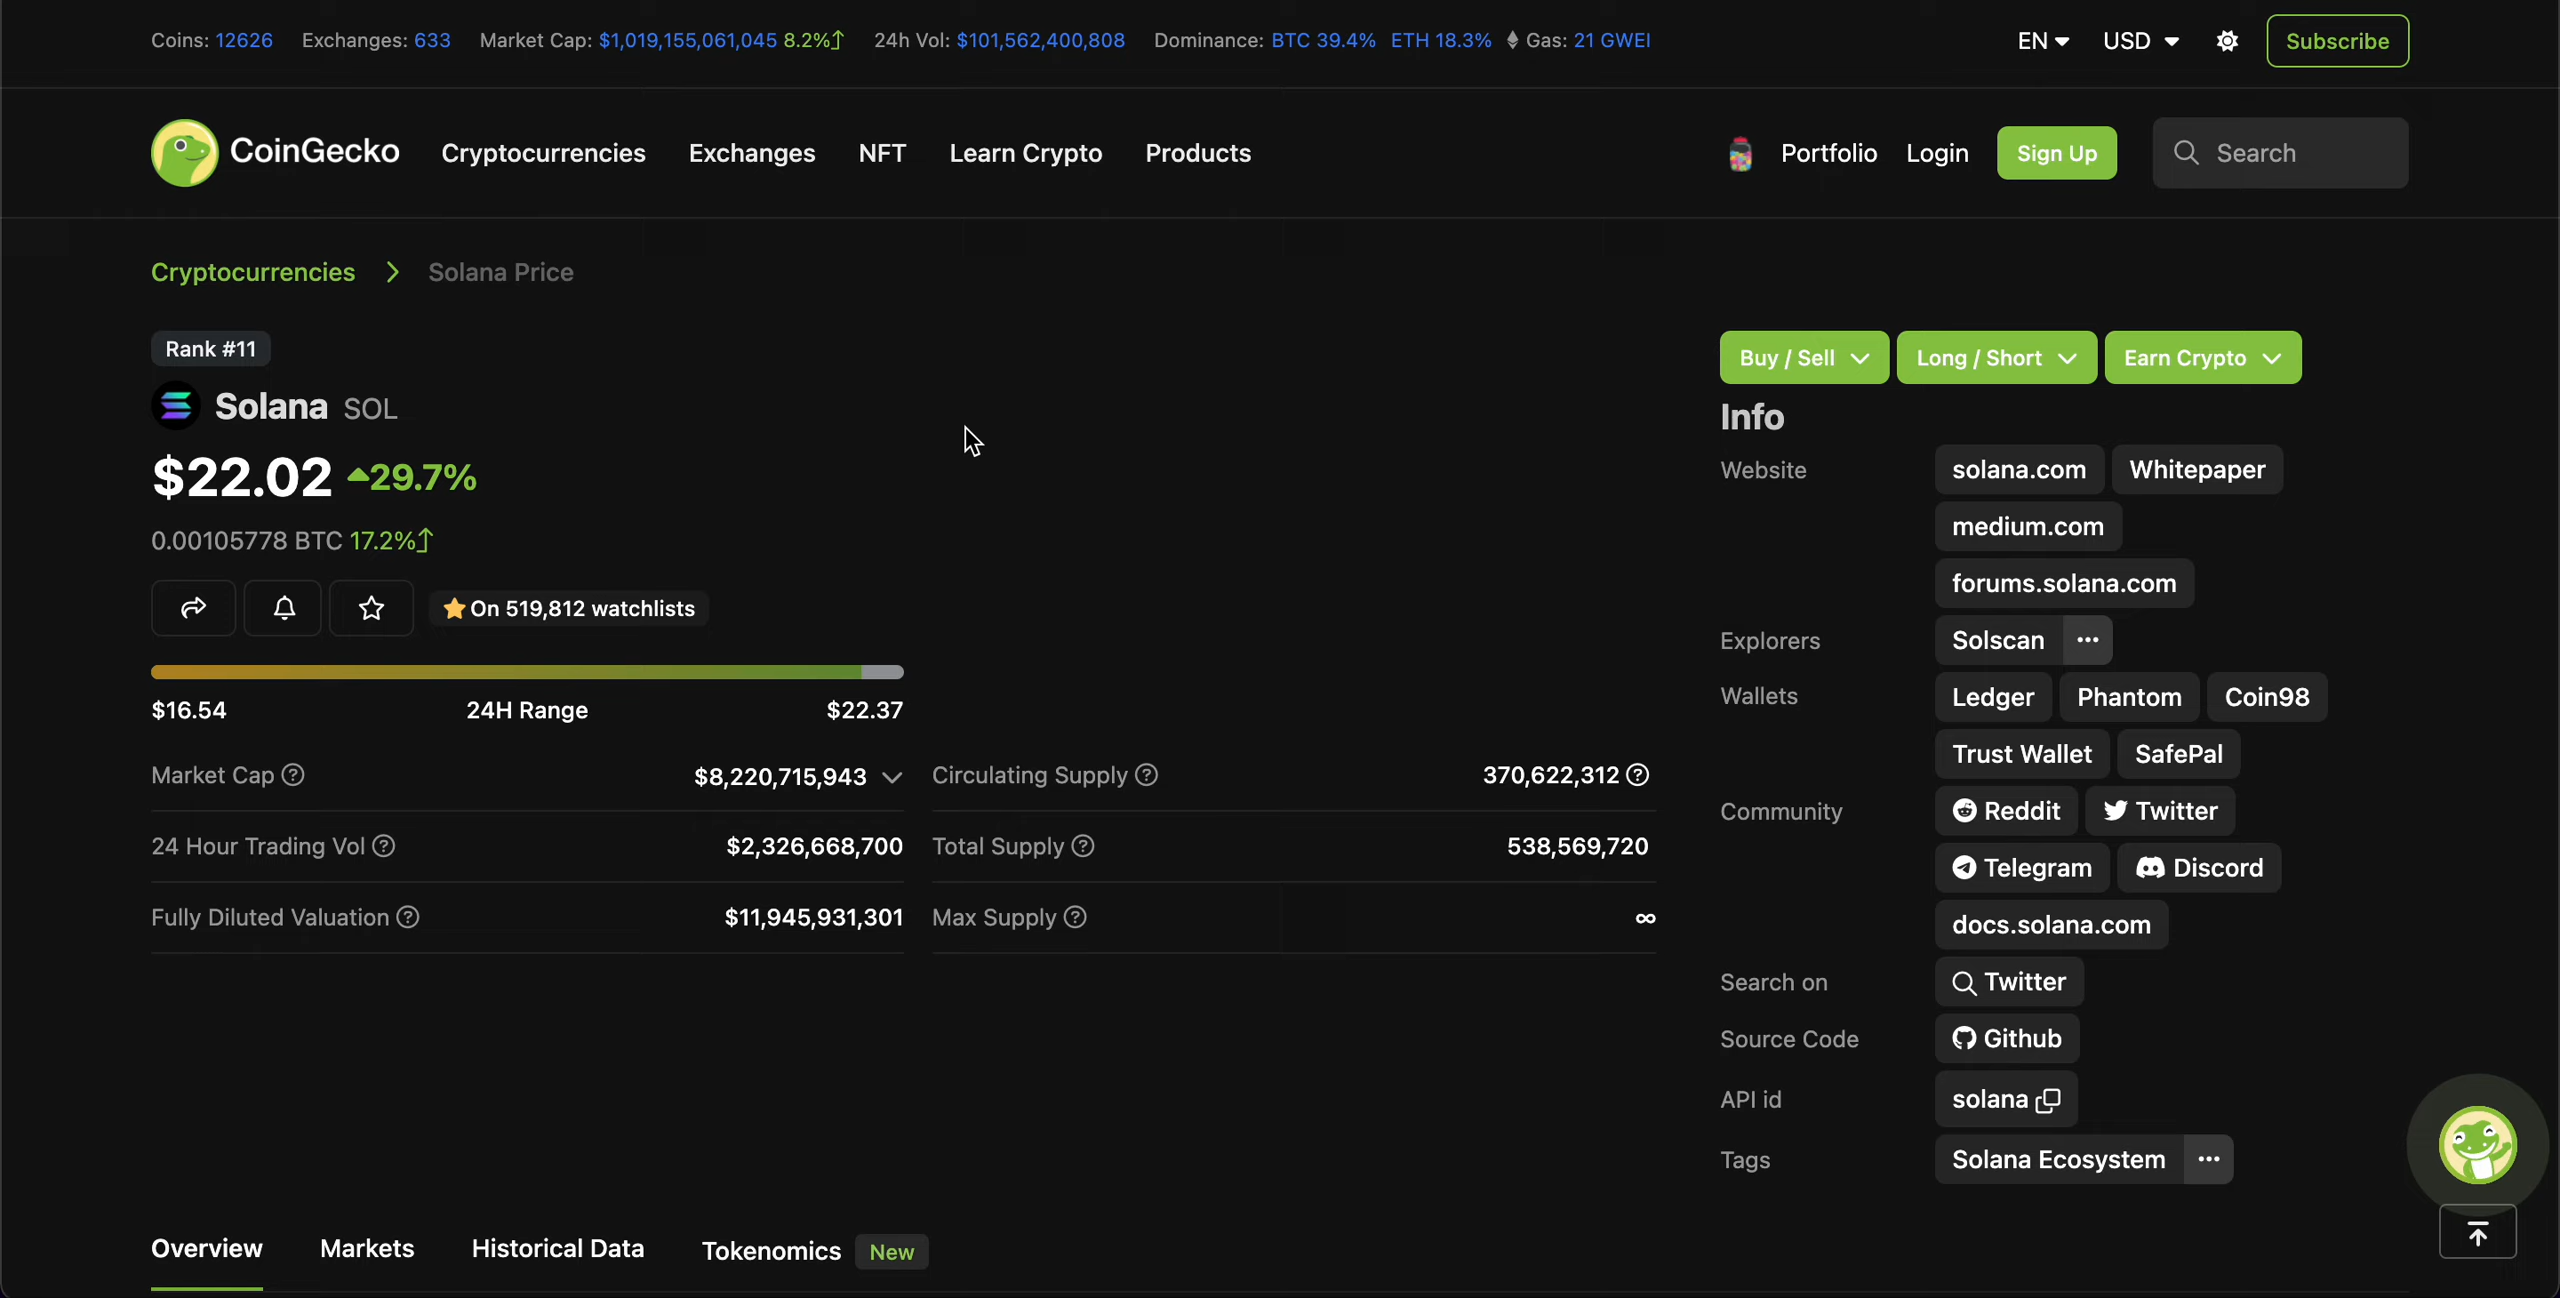 Coins: 12626 Exchanges: 633 Market Cap: $1,019,155,061,045 8.2% 24h Vol: $101,562,400,808 Dominance: BTC 39.4% ETH 18.3% Gas: 21 GWEI EN USD Subscribe
CoinGecko Cryptocurrencies Exchanges NFT Learn Crypto Products Portfolio Login Sign Up Search
Cryptocurrencies > Solana Price
Rank #11
Solana SOL
$22.02 29.7%
0.00105778 BTC 17.2%
On 519,812 watchlists
$16.54 24H Range $22.37
Market Cap $8,220,715,943
24 Hour Trading Vol $2,326,668,700
Fully Diluted Valuation $11,945,931,301
Circulating Supply 370,622,312
Total Supply 538,569,720
Max Supply ∞
Buy / Sell Long / Short Earn Crypto
Info
Website solana.com Whitepaper
medium.com
forums.solana.com
Explorers Solscan ...
Wallets Ledger Phantom Coin98
Trust Wallet SafePal
Community Reddit Twitter
Telegram Discord
docs.solana.com
Search on Twitter
Source Code Github
API id solana
Tags Solana Ecosystem ...
Overview Markets Historical Data Tokenomics New